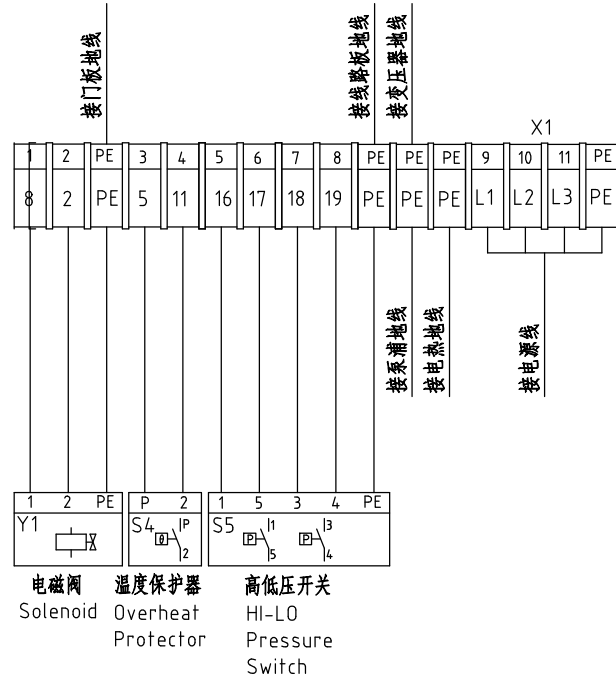 接门板地线
接线路板地线
接变压器地线
X1
1 2 PE 3 4 5 6 7 8 PE PE PE 9 10 11 PE
8 2 PE 5 11 16 17 18 19 PE PE PE L1 L2 L3 PE
接泵浦地线
接电热地线
接电源线
1 2 PE
Y1
P 2
S4
θ
P
2
1 5 3 4 PE
S5
P
1
5
P
3
4
电磁阀
Solenoid
温度保护器
Overheat
Protector
高低压开关
HI-LO
Pressure
Switch